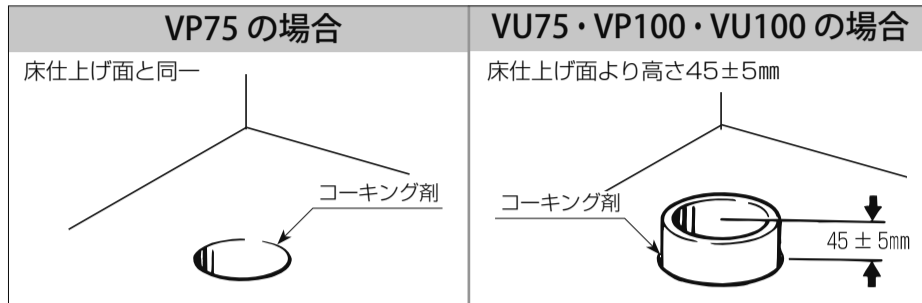 VP75 の場合
床仕上げ面と同一
コーキング剤
VU75・VP100・VU100 の場合
床仕上げ面より高さ45±5㎜
コーキング剤
45 ± 5mm